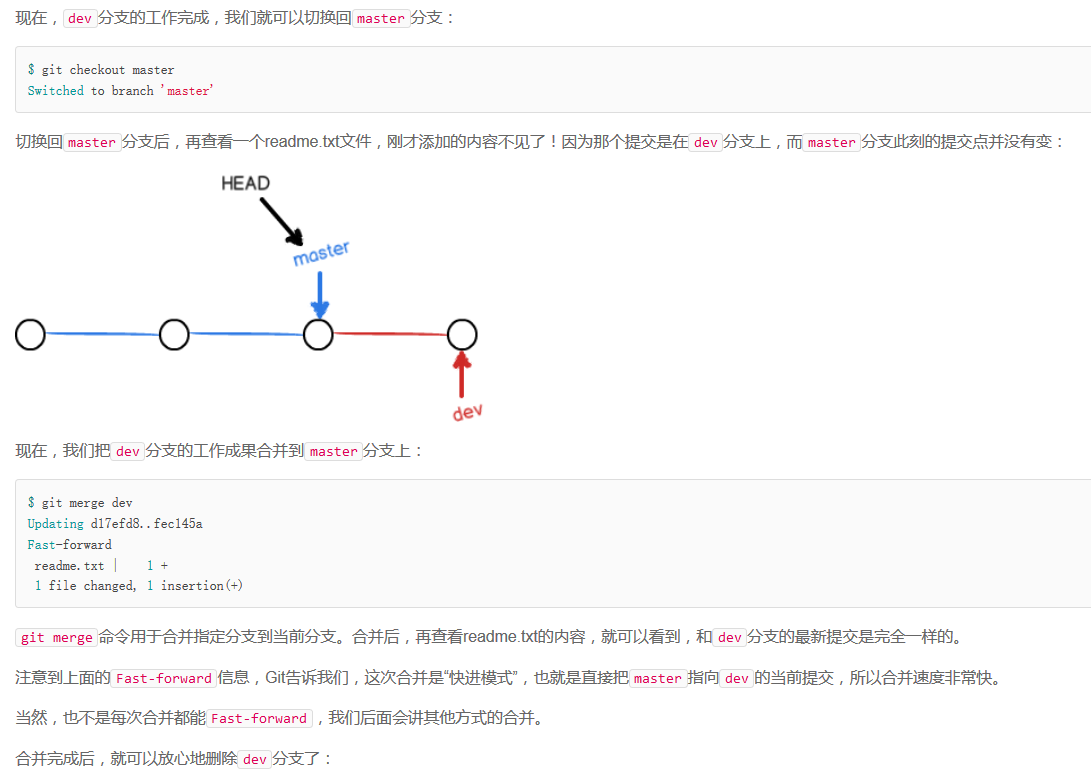 现在，dev分支的工作完成，我们就可以切换回master分支：
$ git checkout master
Switched to branch 'master'
切换回master分支后，再查看一个readme.txt文件，刚才添加的内容不见了！因为那个提交是在dev分支上，而master分支此刻的提交点并没有变：
HEAD
master
dev
现在，我们把dev分支的工作成果合并到master分支上：
$ git merge dev
Updating d17efd8..fec145a
Fast-forward
 readme.txt |    1 +
 1 file changed, 1 insertion(+)
git merge命令用于合并指定分支到当前分支。合并后，再查看readme.txt的内容，就可以看到，和dev分支的最新提交是完全一样的。
注意到上面的Fast-forward信息，Git告诉我们，这次合并是“快进模式”，也就是直接把master指向dev的当前提交，所以合并速度非常快。
当然，也不是每次合并都能Fast-forward，我们后面会讲其他方式的合并。
合并完成后，就可以放心地删除dev分支了：